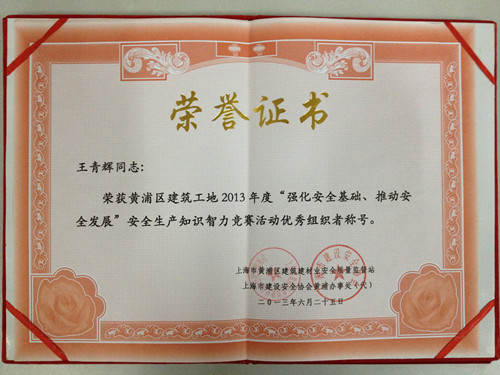 荣誉证书
王青辉同志：
荣获黄浦区建筑工地2013年度“强化安全基础、推动安
全发展”安全生产知识智力竞赛活动优秀组织者称号。
上海市黄浦区建筑建材业安全质量监督站
上海市建设安全协会黄浦办事处（代）
二〇一三年六月二十五日